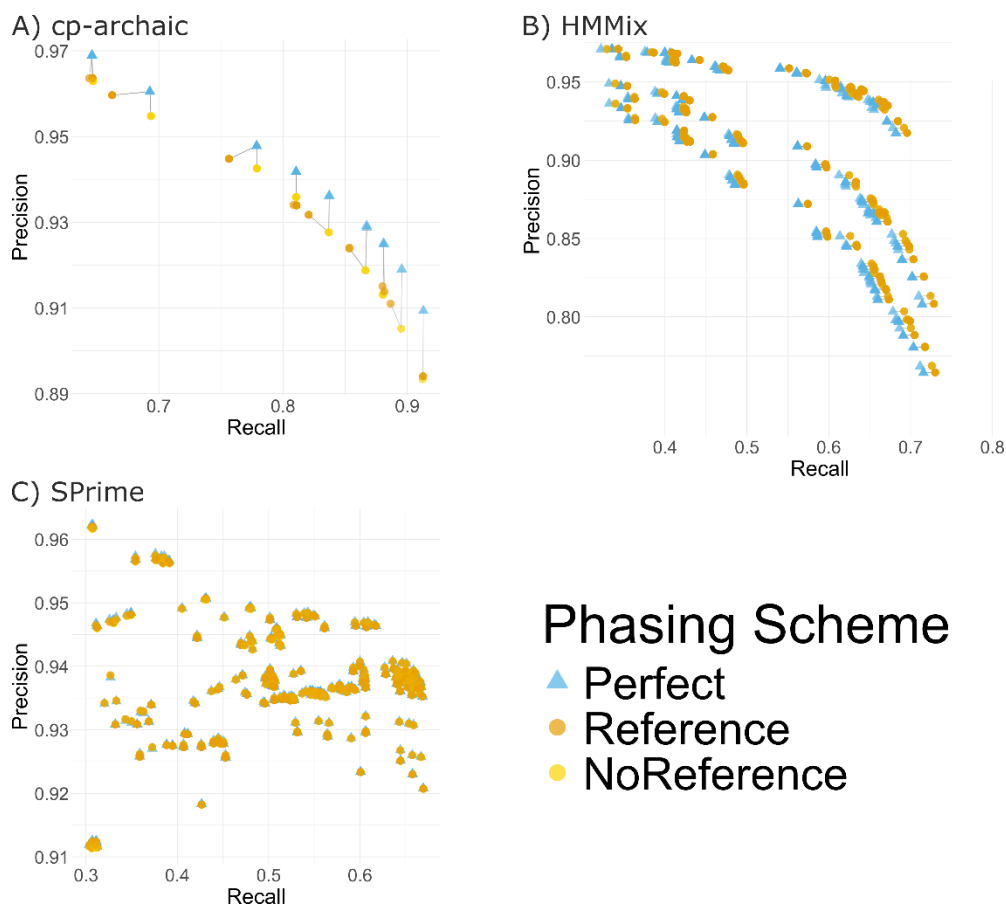 A) cp-archaic
0.97
0.95
0.93
0.91
0.89
Precision
0.7
0.8
0.9
Recall
B) HMMix
0.95
0.90
0.85
0.80
Precision
0.4
0.5
0.6
0.7
0.8
Recall
C) SPrime
0.96
0.95
0.94
0.93
0.92
0.91
Precision
0.3
0.4
0.5
0.6
Recall
Phasing Scheme
Perfect
Reference
NoReference